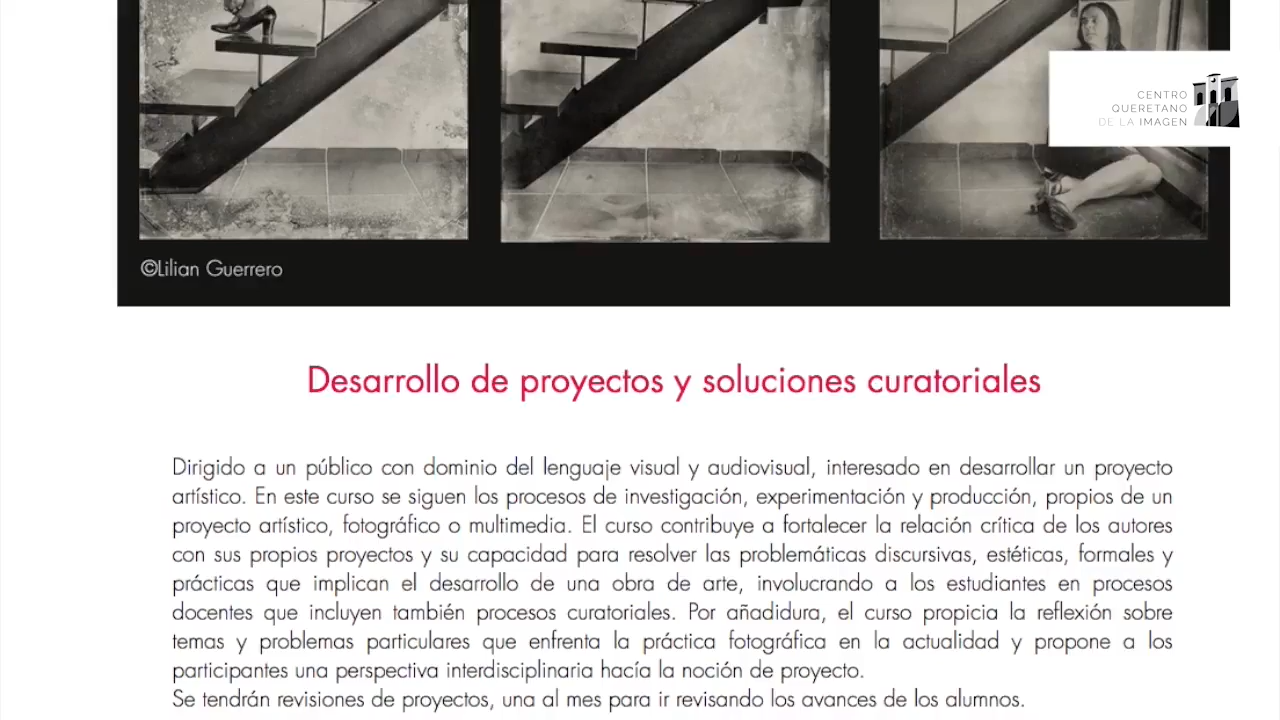 CENTRO
QUERETANO
DE LA IMAGEN
©Lilian Guerrero
Desarrollo de proyectos y soluciones curatoriales
Dirigido a un público con dominio del lenguaje visual y audiovisual, interesado en desarrollar un proyecto
artístico. En este curso se siguen los procesos de investigación, experimentación y producción, propios de un
proyecto artístico, fotográfico o multimedia. El curso contribuye a fortalecer la relación crítica de los autores
con sus propios proyectos y su capacidad para resolver las problemáticas discursivas, estéticas, formales y
prácticas que implican el desarrollo de una obra de arte, involucrando a los estudiantes en procesos
docentes que incluyen también procesos curatoriales. Por añadidura, el curso propicia la reflexión sobre
temas y problemas particulares que enfrenta la práctica fotográfica en la actualidad y propone a los
participantes una perspectiva interdisciplinaria hacía la noción de proyecto.
Se tendrán revisiones de proyectos, una al mes para ir revisando los avances de los alumnos.